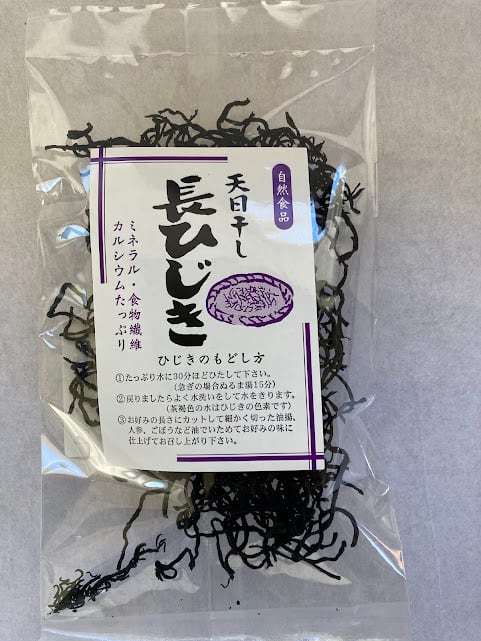 自然食品
天日干し
長ひじき
ミネラル・食物繊維
カルシウムたっぷり
ひじきのもどし方
①たっぷり水に30分ほどひたして下さい。
(急ぎの場合ぬるま湯15分)
②戻りましたらよく水洗いをして水をきります。
(茶褐色の水はひじきの色素です)
③お好みの長さにカットして細かく切った油揚、
人参、ごぼうなど油でいためてお好みの味に
仕上げてお召し上がり下さい。